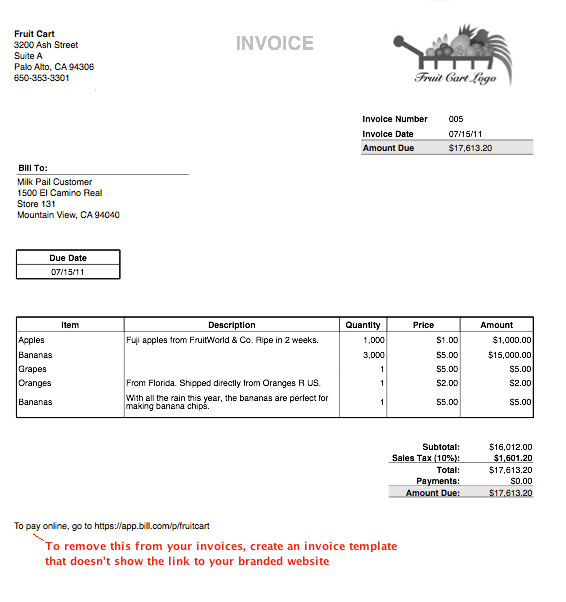 Fruit Cart
3200 Ash Street
Suite A
Palo Alto, CA 94306
650-353-3301
INVOICE
Fruit Cart Logo
Invoice Number 005
Invoice Date 07/15/11
Amount Due $17,613.20
Bill To:
Milk Pail Customer
1500 El Camino Real
Store 131
Mountain View, CA 94040
Due Date
07/15/11
Item Description Quantity Price Amount
Apples Fuji apples from FruitWorld & Co. Ripe in 2 weeks. 1,000 $1.00 $1,000.00
Bananas 3,000 $5.00 $15,000.00
Grapes 1 $5.00 $5.00
Oranges From Florida. Shipped directly from Oranges R US. 1 $2.00 $2.00
Bananas With all the rain this year, the bananas are perfect for 1 $5.00 $5.00
making banana chips.
Subtotal: $16,012.00
Sales Tax (10%): $1,601.20
Total: $17,613.20
Payments: $0.00
Amount Due: $17,613.20
To pay online, go to https://app.bill.com/p/fruitcart
To remove this from your invoices, create an invoice template
that doesn't show the link to your branded website